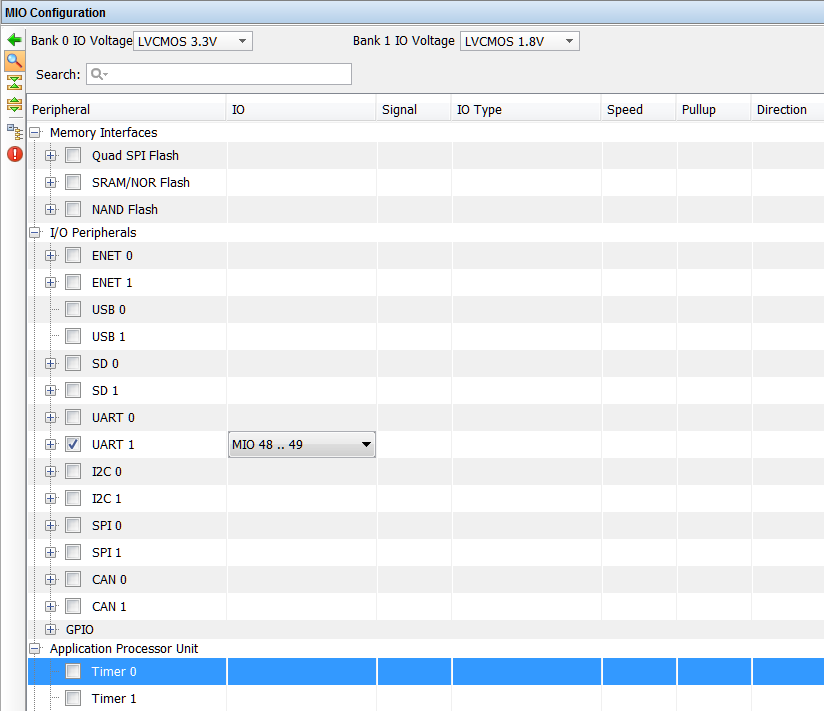 MIO Configuration
Bank 0 IO Voltage LVCMOS 3.3V Bank 1 IO Voltage LVCMOS 1.8V
Search:
Peripheral IO Signal IO Type Speed Pullup Direction
Memory Interfaces
Quad SPI Flash
SRAM/NOR Flash
NAND Flash
I/O Peripherals
ENET 0
ENET 1
USB 0
USB 1
SD 0
SD 1
UART 0
UART 1 MIO 48 .. 49
I2C 0
I2C 1
SPI 0
SPI 1
CAN 0
CAN 1
GPIO
Application Processor Unit
Timer 0
Timer 1